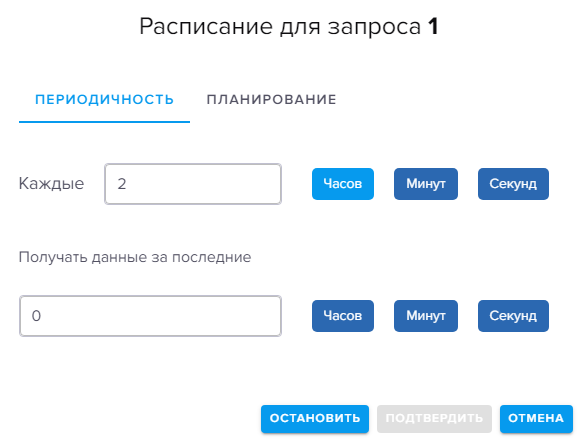 Расписание для запроса 1
ПЕРИОДИЧНОСТЬ ПЛАНИРОВАНИЕ
Каждые 2 Часов Минут Секунд
Получать данные за последние
0 Часов Минут Секунд
ОСТАНОВИТЬ ПОДТВЕРДИТЬ ОТМЕНА